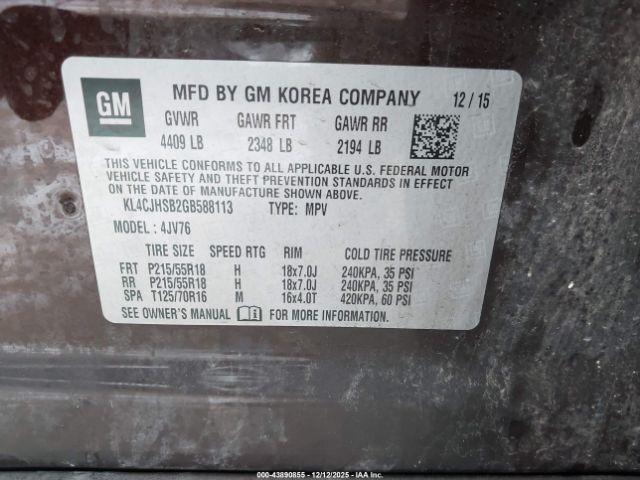 GM
MFD BY GM KOREA COMPANY 12 / 15
GVWR GAWR FRT GAWR RR
4409 LB 2348 LB 2194 LB
THIS VEHICLE CONFORMS TO ALL APPLICABLE U.S. FEDERAL MOTOR
VEHICLE SAFETY AND THEFT PREVENTION STANDARDS IN EFFECT
ON THE DATE OF MANUFACTURE SHOWN ABOVE.
KL4CJHSB2GB588113 TYPE: MPV
MODEL : 4JV76
TIRE SIZE SPEED RTG RIM COLD TIRE PRESSURE
FRT P215/55R18 H 18x7.0J 240KPA, 35 PSI
RR P215/55R18 H 18x7.0J 240KPA, 35 PSI
SPA T125/70R16 M 16x4.0T 420KPA, 60 PSI
SEE OWNER'S MANUAL FOR MORE INFORMATION.
000-43890855 - 12/12/2025 - IAA Inc.